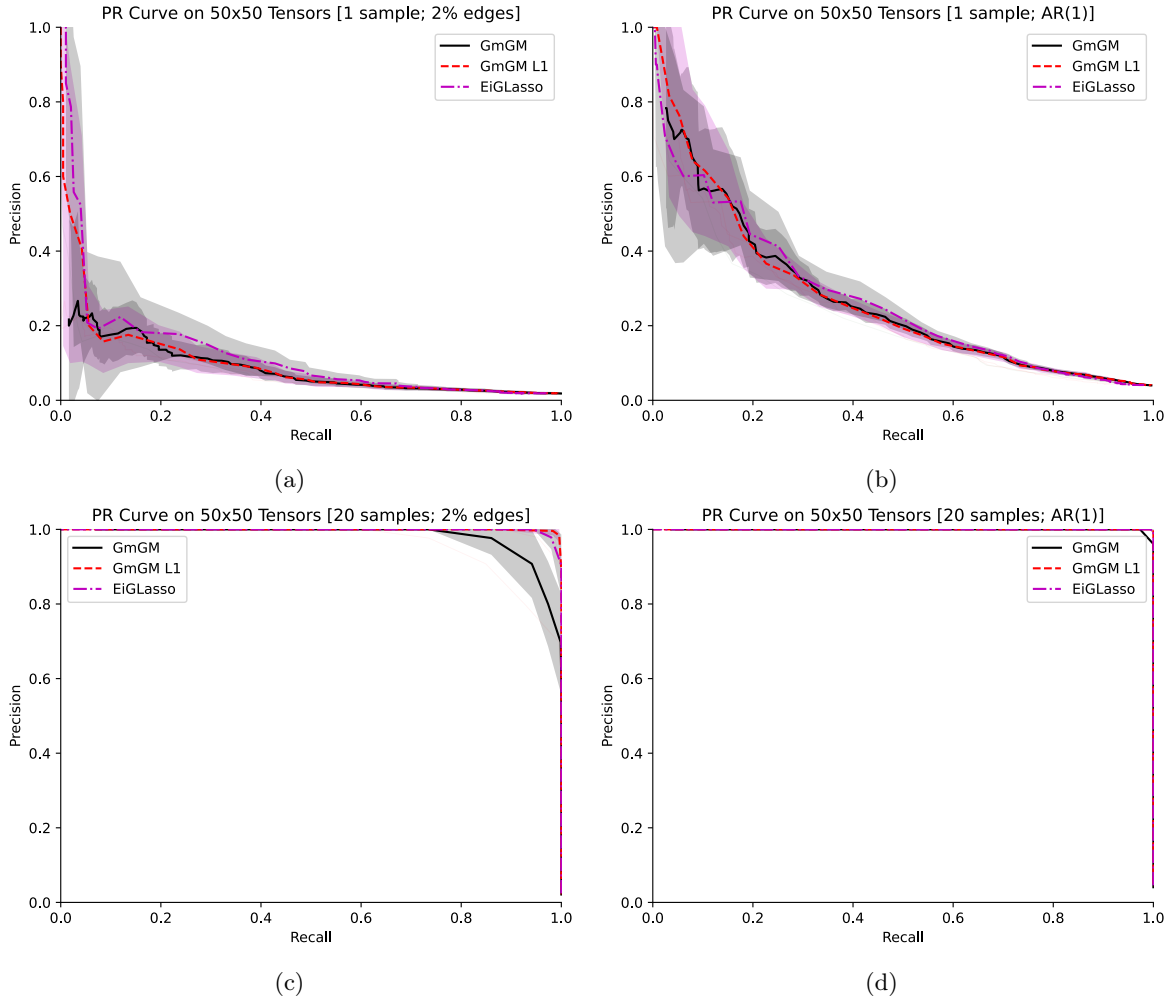 PR Curve on 50x50 Tensors [1 sample; 2% edges]
1.0
0.8
0.6
0.4
0.2
0.0
Precision
GmGM
GmGM L1
EiGLasso
0.0 0.2 0.4 0.6 0.8 1.0
Recall
(a)
PR Curve on 50x50 Tensors [1 sample; AR(1)]
1.0
0.8
0.6
0.4
0.2
0.0
Precision
GmGM
GmGM L1
EiGLasso
0.0 0.2 0.4 0.6 0.8 1.0
Recall
(b)
PR Curve on 50x50 Tensors [20 samples; 2% edges]
1.0
0.8
0.6
0.4
0.2
0.0
Precision
GmGM
GmGM L1
EiGLasso
0.0 0.2 0.4 0.6 0.8 1.0
Recall
(c)
PR Curve on 50x50 Tensors [20 samples; AR(1)]
1.0
0.8
0.6
0.4
0.2
0.0
Precision
GmGM
GmGM L1
EiGLasso
0.0 0.2 0.4 0.6 0.8 1.0
Recall
(d)